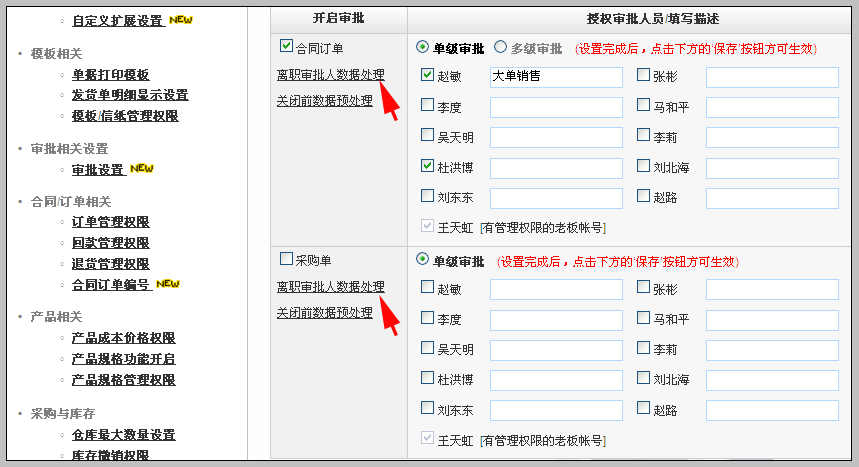 自定义扩展设置 NEW
模板相关
单据打印模板
发货单明细显示设置
模板/信纸管理权限
审批相关设置
审批设置 NEW
合同/订单相关
订单管理权限
回款管理权限
退货管理权限
合同订单编号 NEW
产品相关
产品成本价格权限
产品规格功能开启
产品规格管理权限
采购与库存
仓库最大数量设置
库存撤销权限
开启审批 授权审批人员/填写描述
合同订单
离职审批人数据处理
关闭前数据预处理
单级审批 多级审批 (设置完成后，点击下方的'保存'按钮方可生效)
赵敏 大单销售 张彬
李度 马和平
吴天明 李莉
杜洪博 刘北海
刘东东 赵路
王天虹 [有管理权限的老板帐号]
采购单
离职审批人数据处理
关闭前数据预处理
单级审批 (设置完成后，点击下方的'保存'按钮方可生效)
赵敏 张彬
李度 马和平
吴天明 李莉
杜洪博 刘北海
刘东东 赵路
王天虹 [有管理权限的老板帐号]